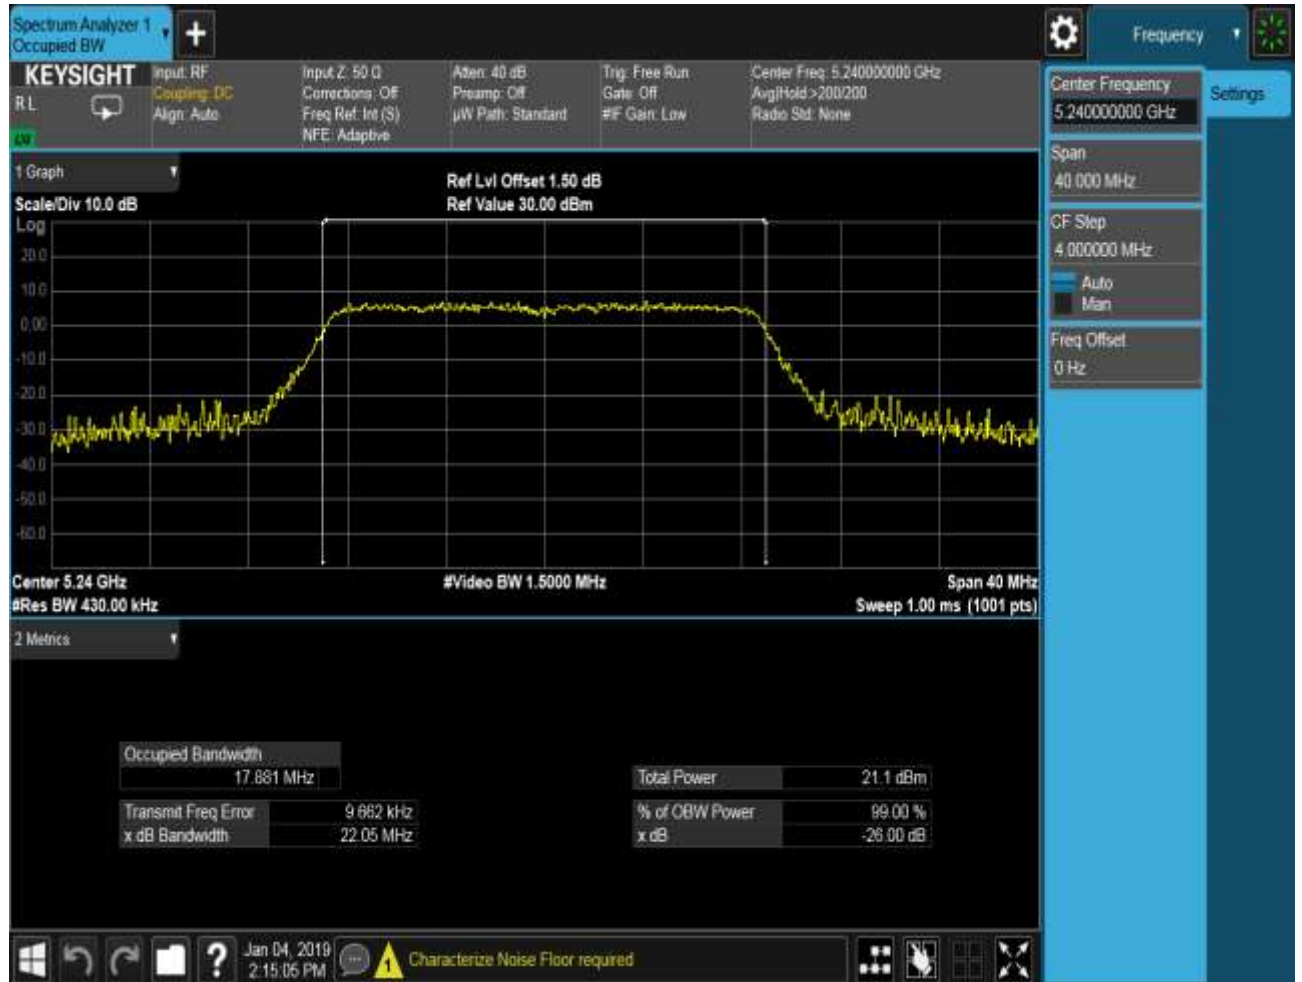 Spectrum Analyzer 1
Occupied BW
Frequency
KEYSIGHT
RL
Input: RF
Coupling: DC
Align: Auto
Input Z: 50 Ω
Corrections: Off
Freq Ref: Int (S)
NFE: Adaptive
Atten: 40 dB
Preamp: Off
µW Path: Standard
Trig: Free Run
Gate: Off
#IF Gain: Low
Center Freq: 5.240000000 GHz
Avg|Hold:>200/200
Radio Std: None
Center Frequency
5.240000000 GHz
Settings
Span
40.000 MHz
CF Step
4.000000 MHz
Auto
Man
Freq Offset
0 Hz
1 Graph
Scale/Div 10.0 dB
Ref Lvl Offset 1.50 dB
Ref Value 30.00 dBm
Log
20.0
10.0
0.00
-10.0
-20.0
-30.0
-40.0
-50.0
-60.0
Center 5.24 GHz
#Video BW 1.5000 MHz
Span 40 MHz
#Res BW 430.00 kHz
Sweep 1.00 ms (1001 pts)
2 Metrics
Occupied Bandwidth
17.881 MHz
Total Power 21.1 dBm
Transmit Freq Error 9.662 kHz
% of OBW Power 99.00 %
x dB Bandwidth 22.05 MHz
x dB -26.00 dB
?
Jan 04, 2019
2:15:05 PM
1
Characterize Noise Floor required